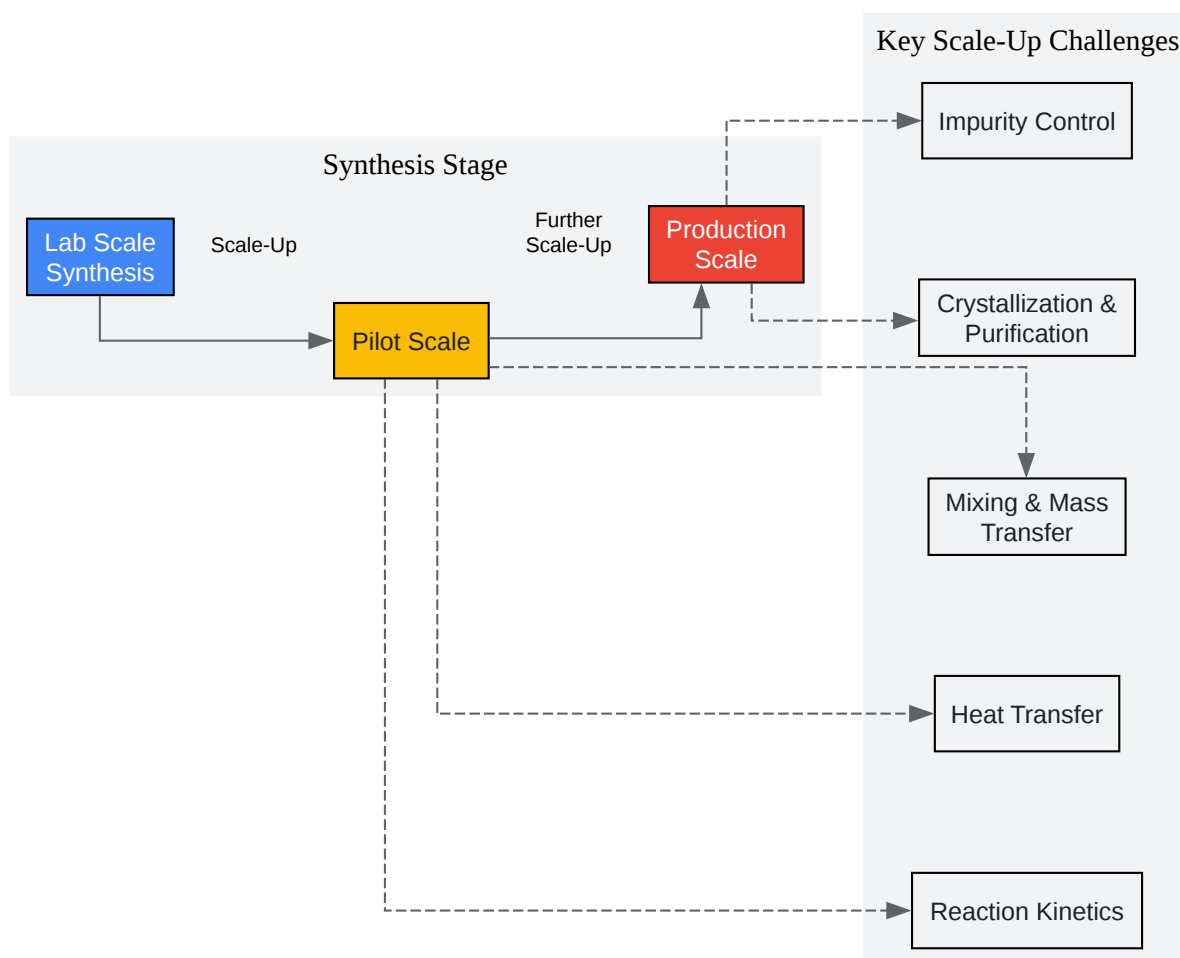 Key Scale-Up Challenges
Impurity Control
Synthesis Stage
Lab Scale
Synthesis
Scale-Up
Further
Scale-Up
Production
Scale
Pilot Scale
Crystallization &
Purification
Mixing & Mass
Transfer
Heat Transfer
Reaction Kinetics